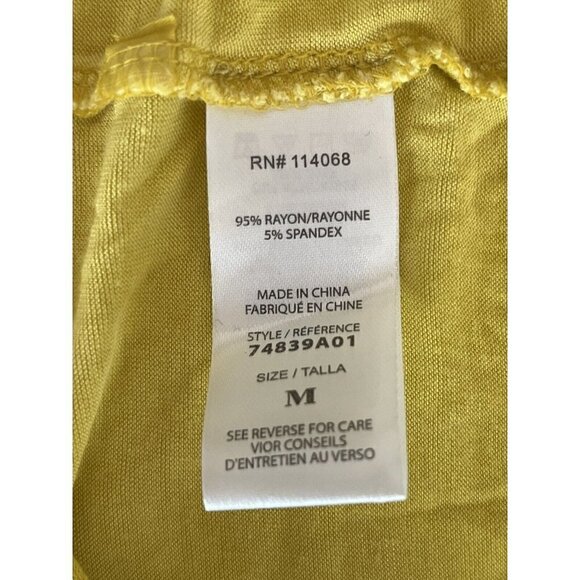 RN# 114068
95% RAYON/RAYONNE
5% SPANDEX
MADE IN CHINA
FABRIQUÉ EN CHINE
STYLE / RÉFÉRENCE
74839A01
SIZE / TALLA
M
SEE REVERSE FOR CARE
VIOR CONSEILS
D'ENTRETIEN AU VERSO